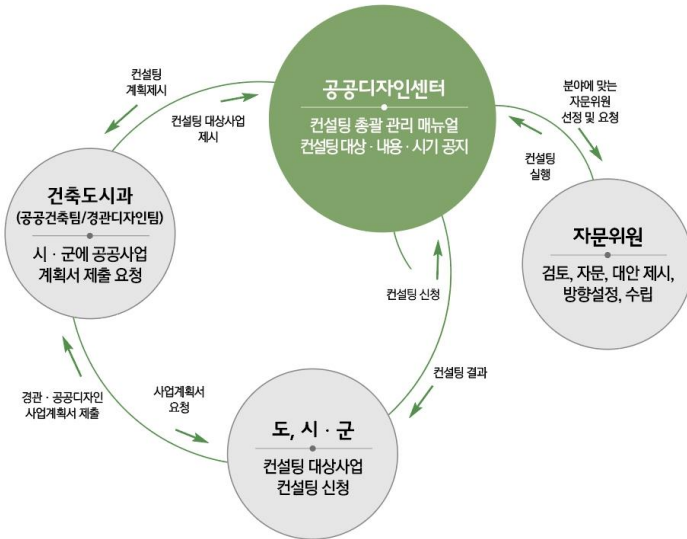 컨설팅
계획제시
컨설팅 대상사업
제시
공공디자인센터
컨설팅 총괄 관리 매뉴얼
컨설팅 대상 · 내용 · 시기 공지
분야에 맞는
자문위원
선정 및 요청
컨설팅
실행
건축도시과
(공공건축팀/경관디자인팀)
시 · 군에 공공사업
계획서 제출 요청
자문위원
검토, 자문, 대안 제시,
방향설정, 수립
컨설팅 신청
컨설팅 결과
경관 · 공공디자인
사업계획서 제출
사업계획서
요청
도, 시 · 군
컨설팅 대상사업
컨설팅 신청